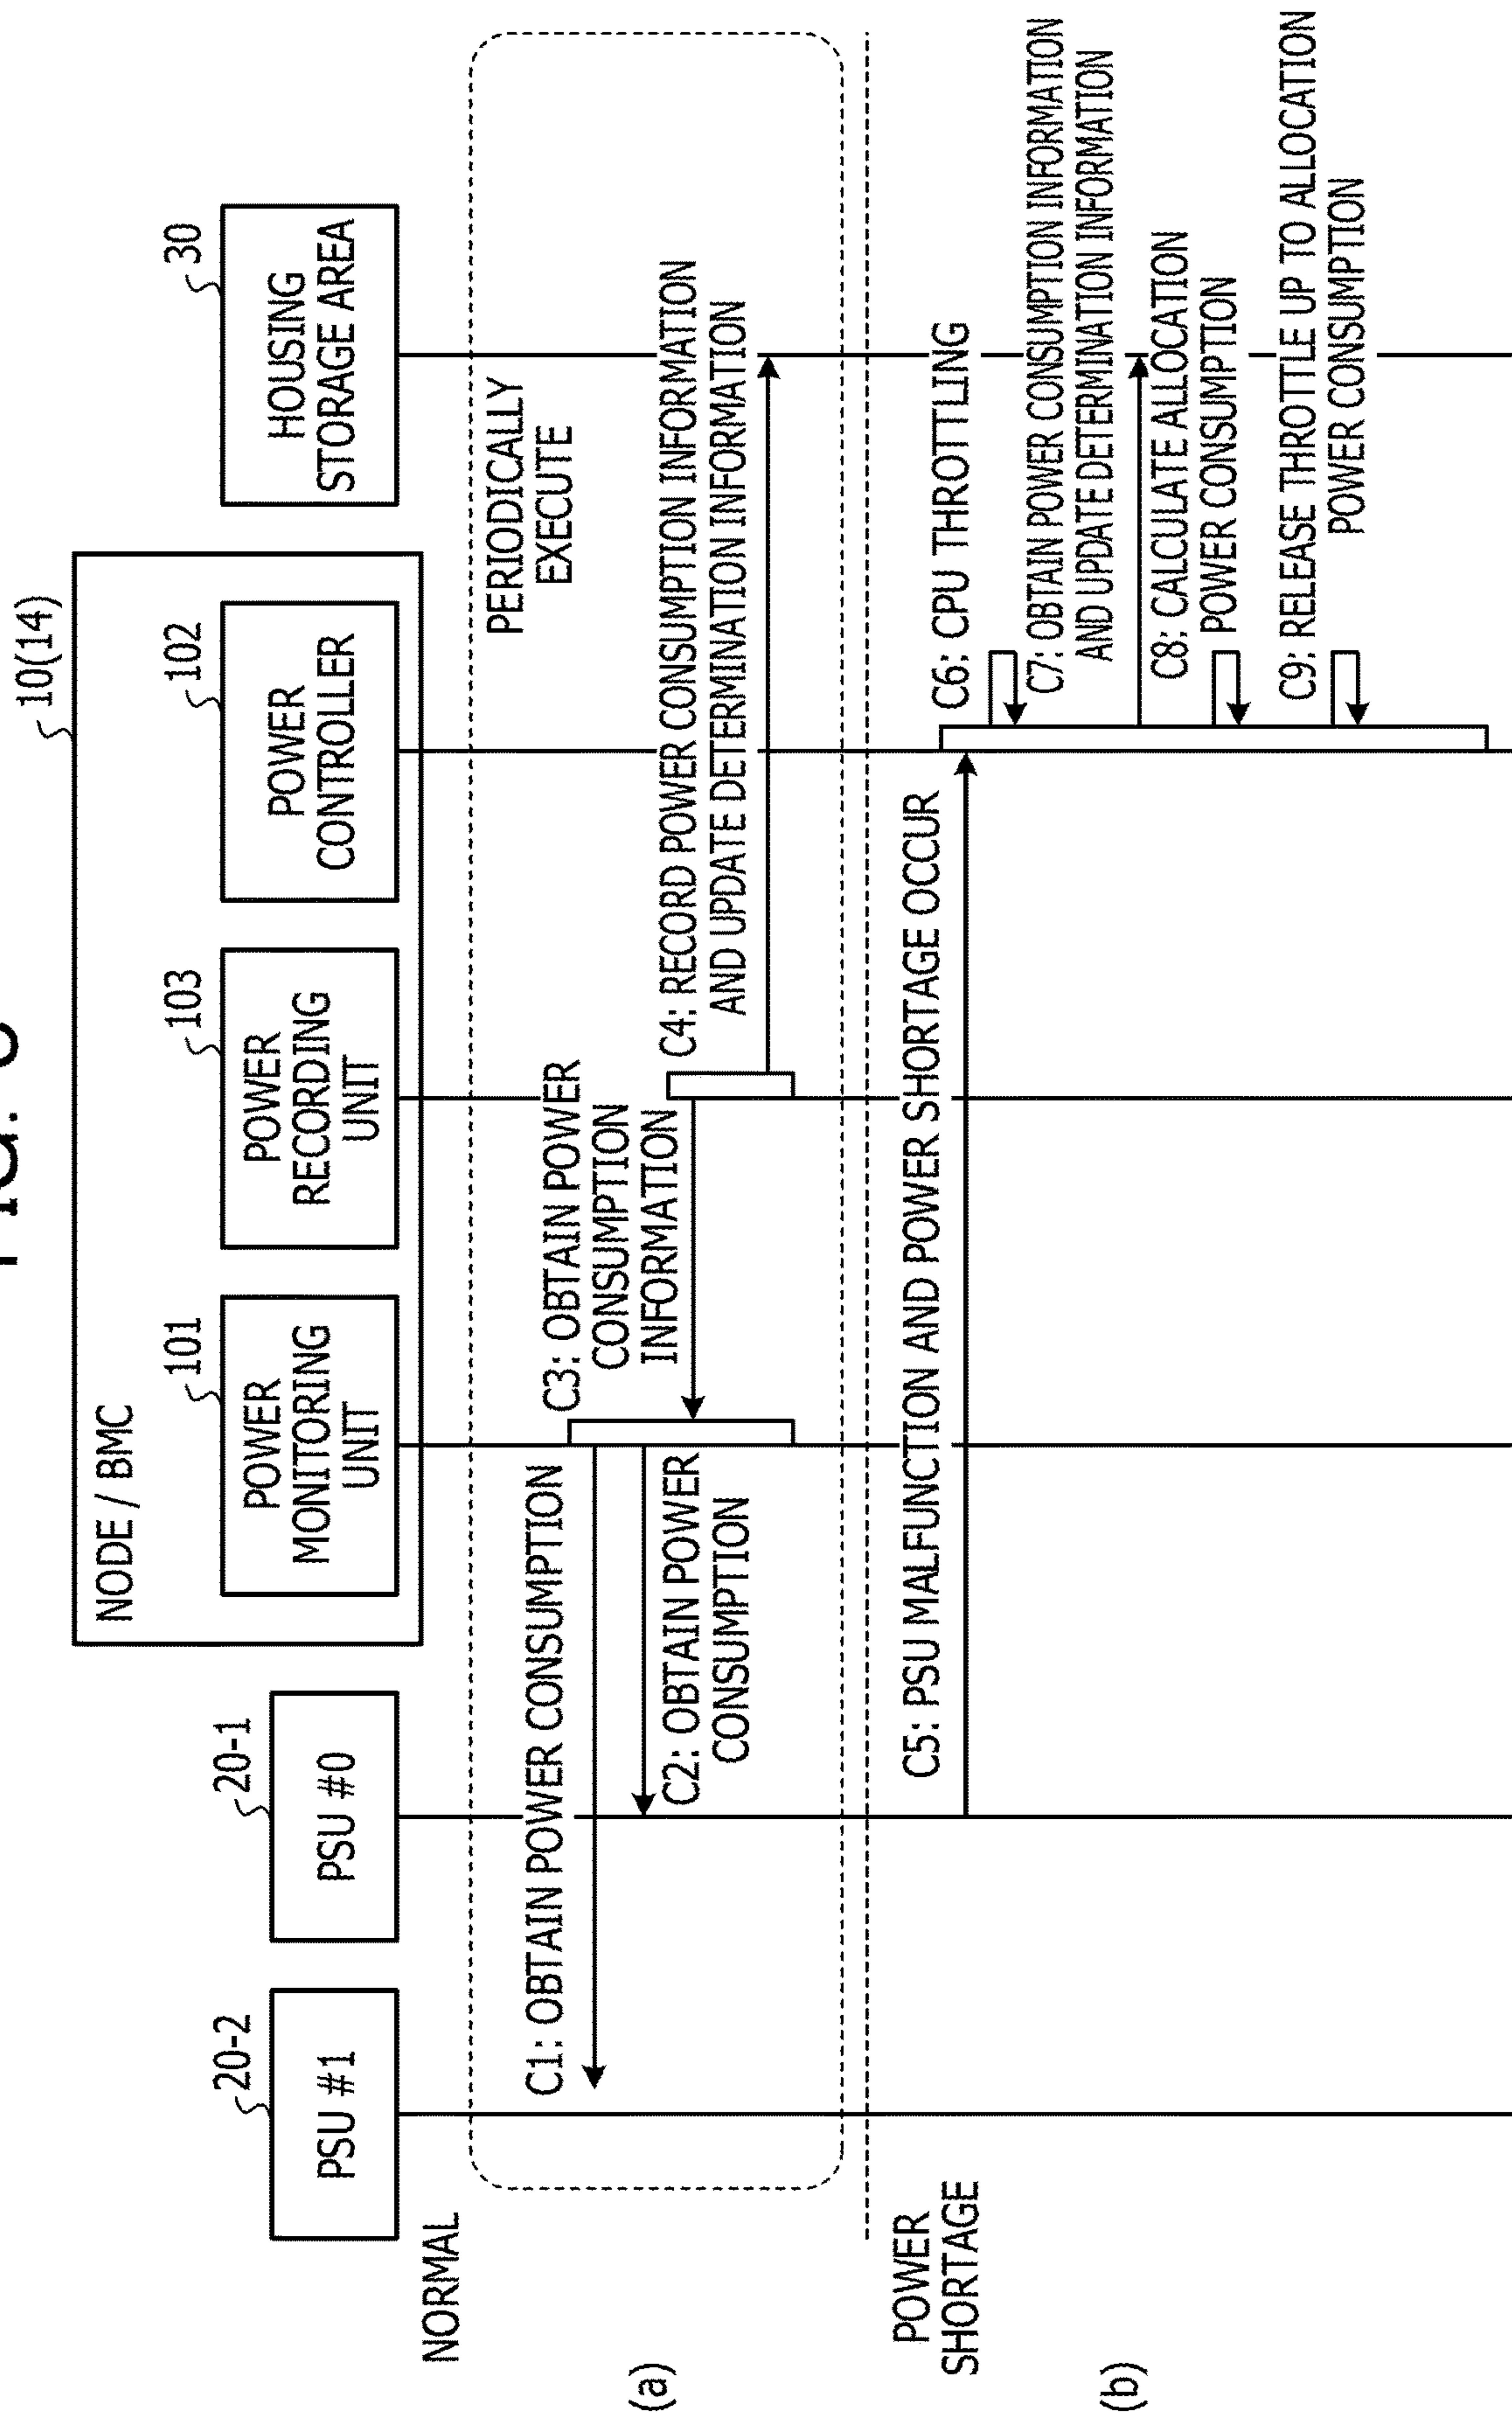 10(14)
NODE / BMC
20-2
PSU #1
20-1
PSU #0
101
POWER
MONITORING
UNIT
103
POWER
RECORDING
UNIT
102
POWER
CONTROLLER
30
HOUSING
STORAGE AREA
NORMAL
(a)
PERIODICALLY
EXECUTE
C1: OBTAIN POWER CONSUMPTION
C2: OBTAIN POWER
CONSUMPTION
C3: OBTAIN POWER
CONSUMPTION
INFORMATION
C4: RECORD POWER CONSUMPTION INFORMATION
AND UPDATE DETERMINATION INFORMATION
POWER
SHORTAGE
(b)
C5: PSU MALFUNCTION AND POWER SHORTAGE OCCUR
C6: CPU THROTTLING
C7: OBTAIN POWER CONSUMPTION INFORMATION
AND UPDATE DETERMINATION INFORMATION
C8: CALCULATE ALLOCATION
POWER CONSUMPTION
C9: RELEASE THROTTLE UP TO ALLOCATION
POWER CONSUMPTION